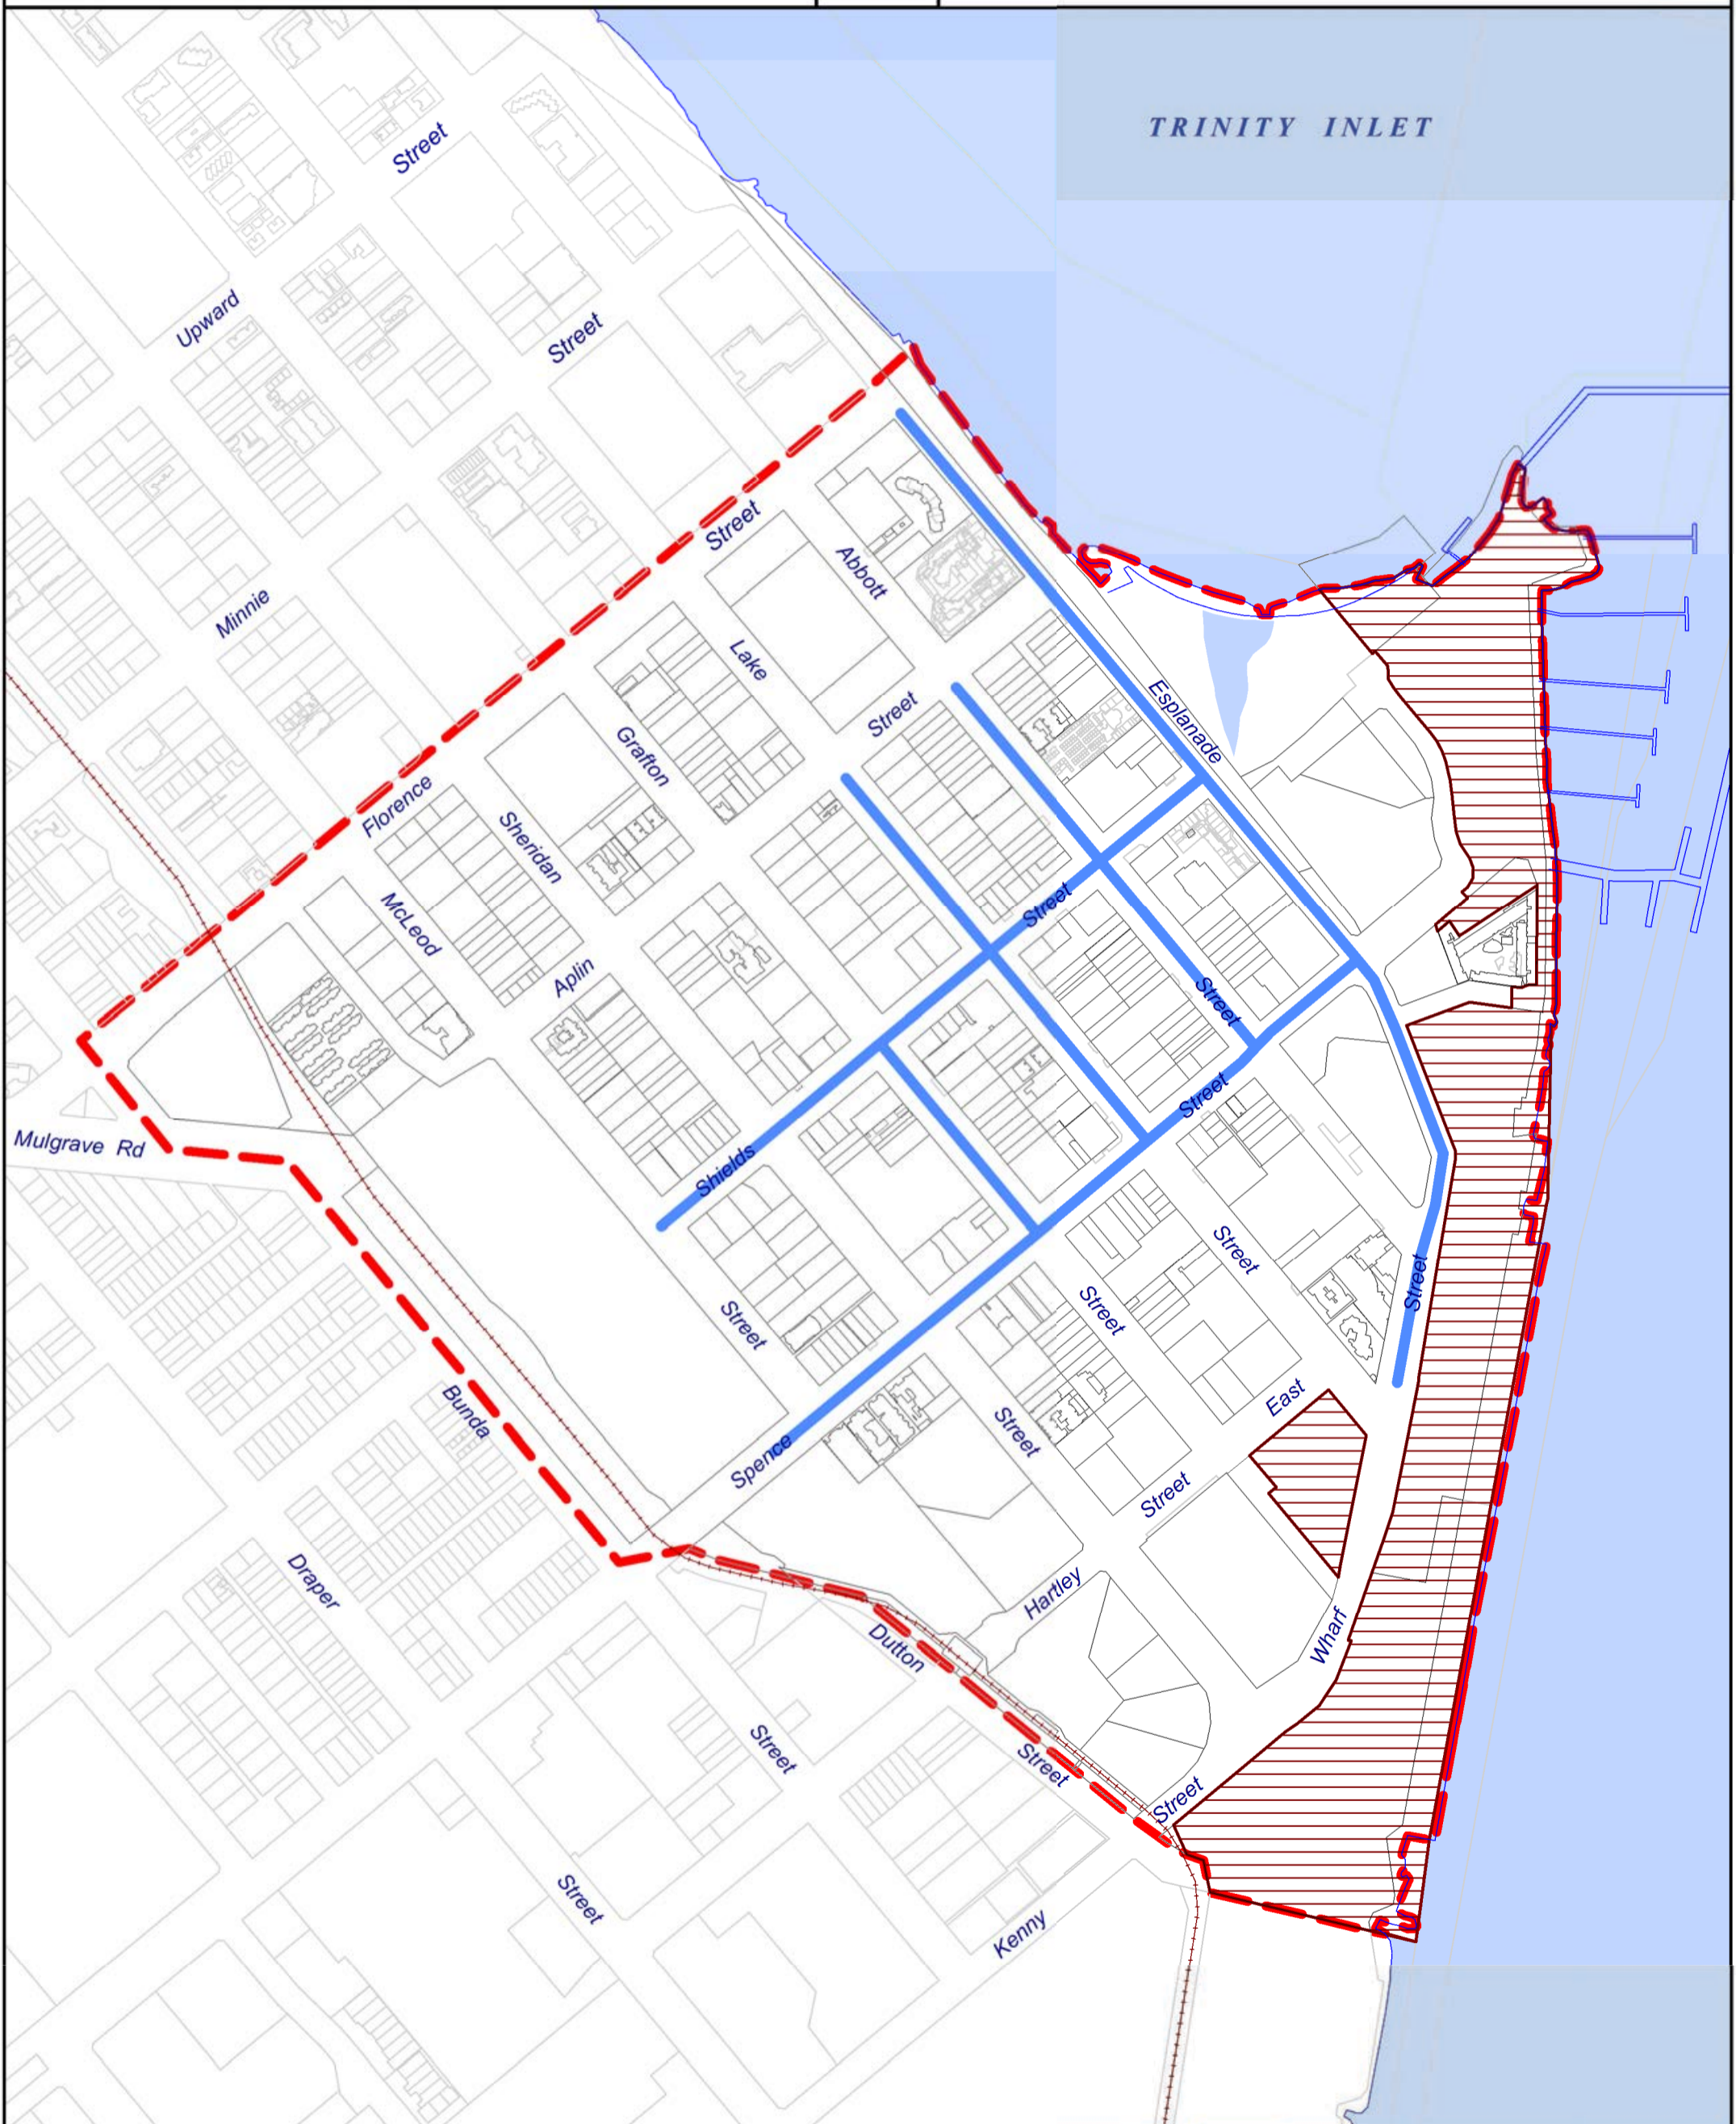 TRINITY INLET
Street
Upward
Street
Street
Abbott
Minnie
Lake
Esplanade
Street
Grafton
Florence
Sheridan
Street
McLeod
Aplin
Street
Street
Mulgrave Rd
Shields
Street
Street
Street
Street
Bunda
East
Street
Spence
Street
Draper
Hartley
Wharf
Dutton
Street
Street
Street
Street
Kenny